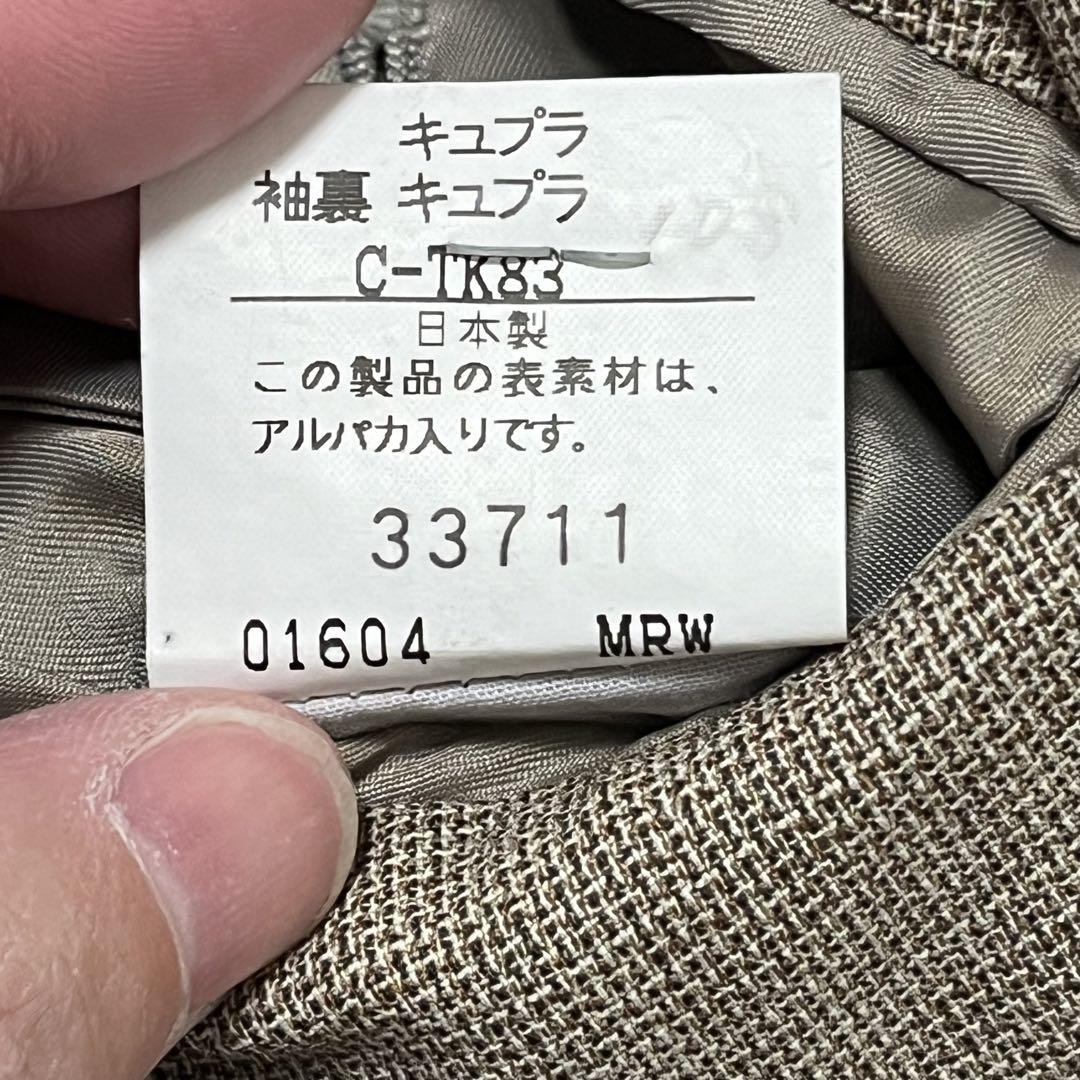 キュプラ
袖裏 キュプラ
C-TK83
日本製
この製品の表素材は、
アルパカ入りです。
33711
01604 MRW